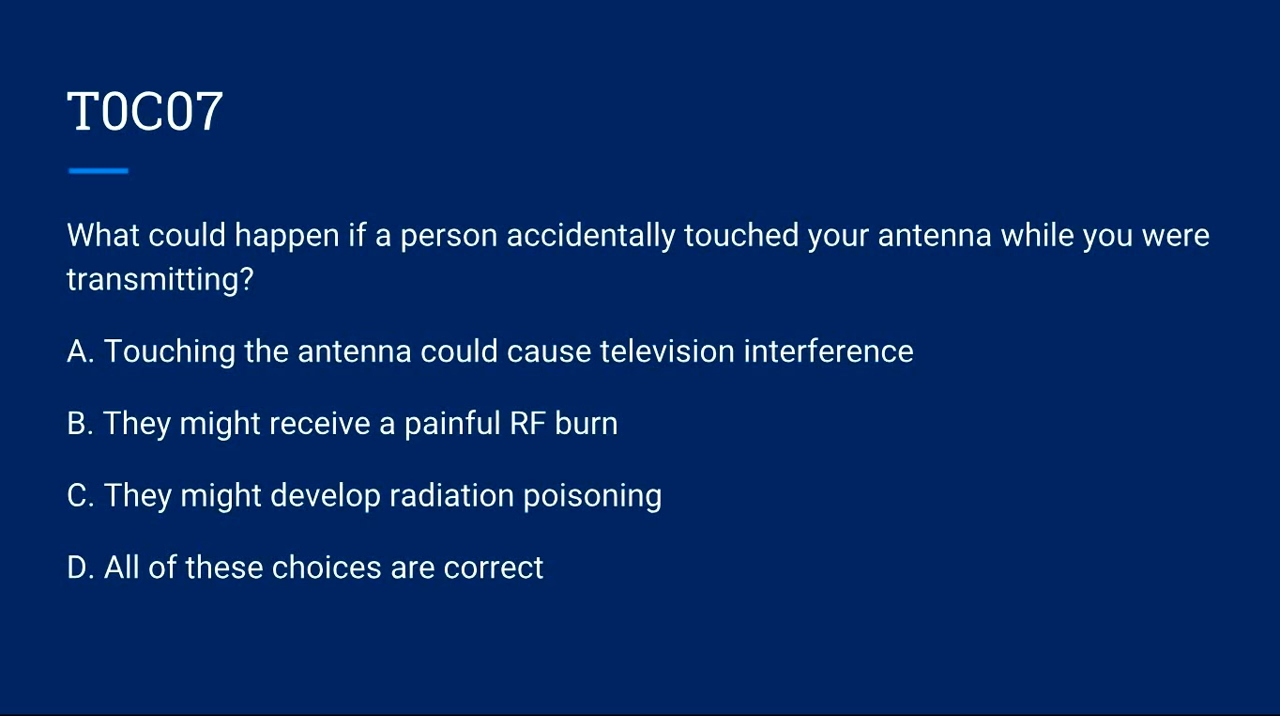 T0C07
What could happen if a person accidentally touched your antenna while you were
transmitting?
A. Touching the antenna could cause television interference
B. They might receive a painful RF burn
C. They might develop radiation poisoning
D. All of these choices are correct